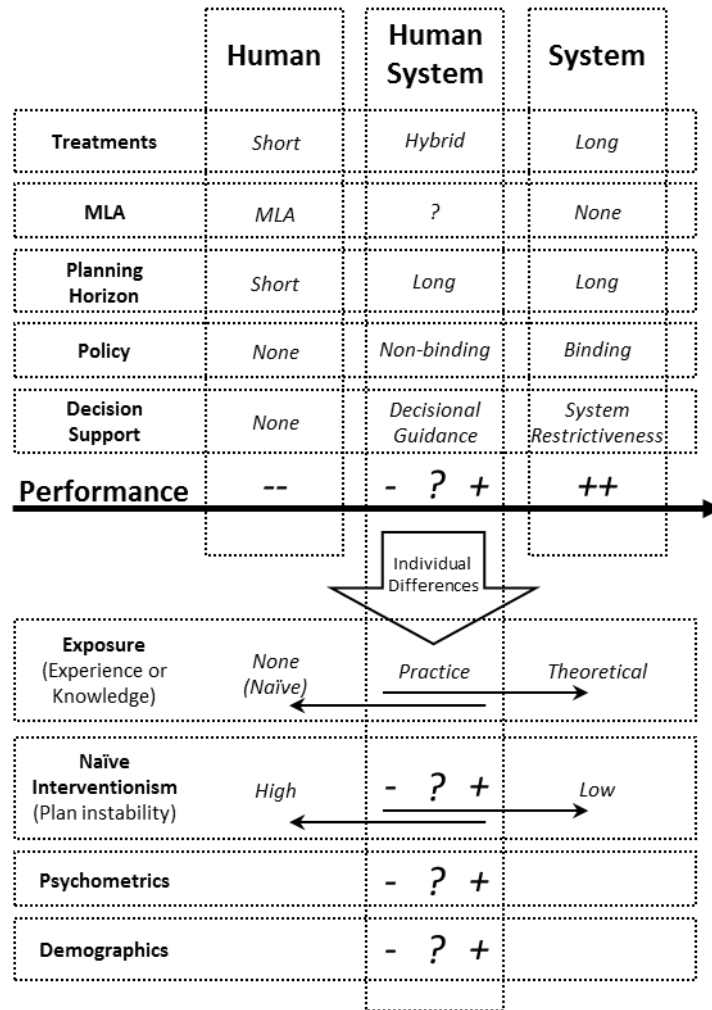 Human
Human
System
System
Treatments
Short
Hybrid
Long
MLA
MLA
?
None
Planning
Horizon
Short
Long
Long
Policy
None
Non-binding
Binding
Decision
Support
None
Decisional
Guidance
System
Restrictiveness
Performance
--
- ? +
++
Individual
Differences
Exposure
(Experience or
Knowledge)
None
(Naïve)
Practice
Theoretical
Naïve
Interventionism
(Plan instability)
High
- ? +
Low
Psychometrics
- ? +
Demographics
- ? +